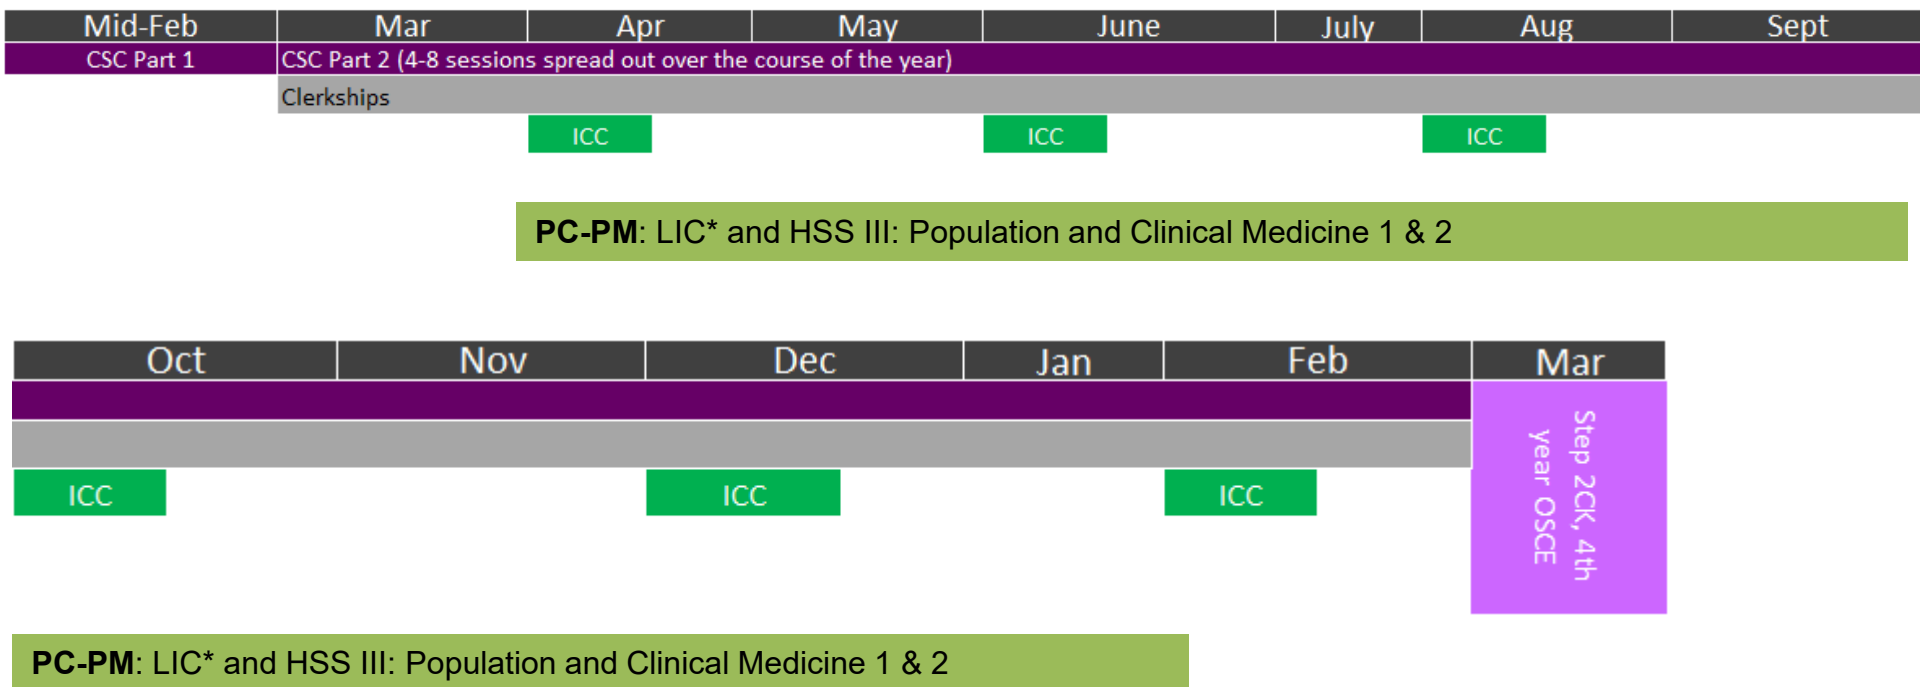 Mid-Feb Mar Apr May June July Aug Sept
CSC Part 1 CSC Part 2 (4-8 sessions spread out over the course of the year)
Clerkships
ICC ICC ICC
PC-PM: LIC* and HSS III: Population and Clinical Medicine 1 & 2
Oct Nov Dec Jan Feb Mar
ICC ICC ICC
Step 2CK, 4th
year OSCE
PC-PM: LIC* and HSS III: Population and Clinical Medicine 1 & 2